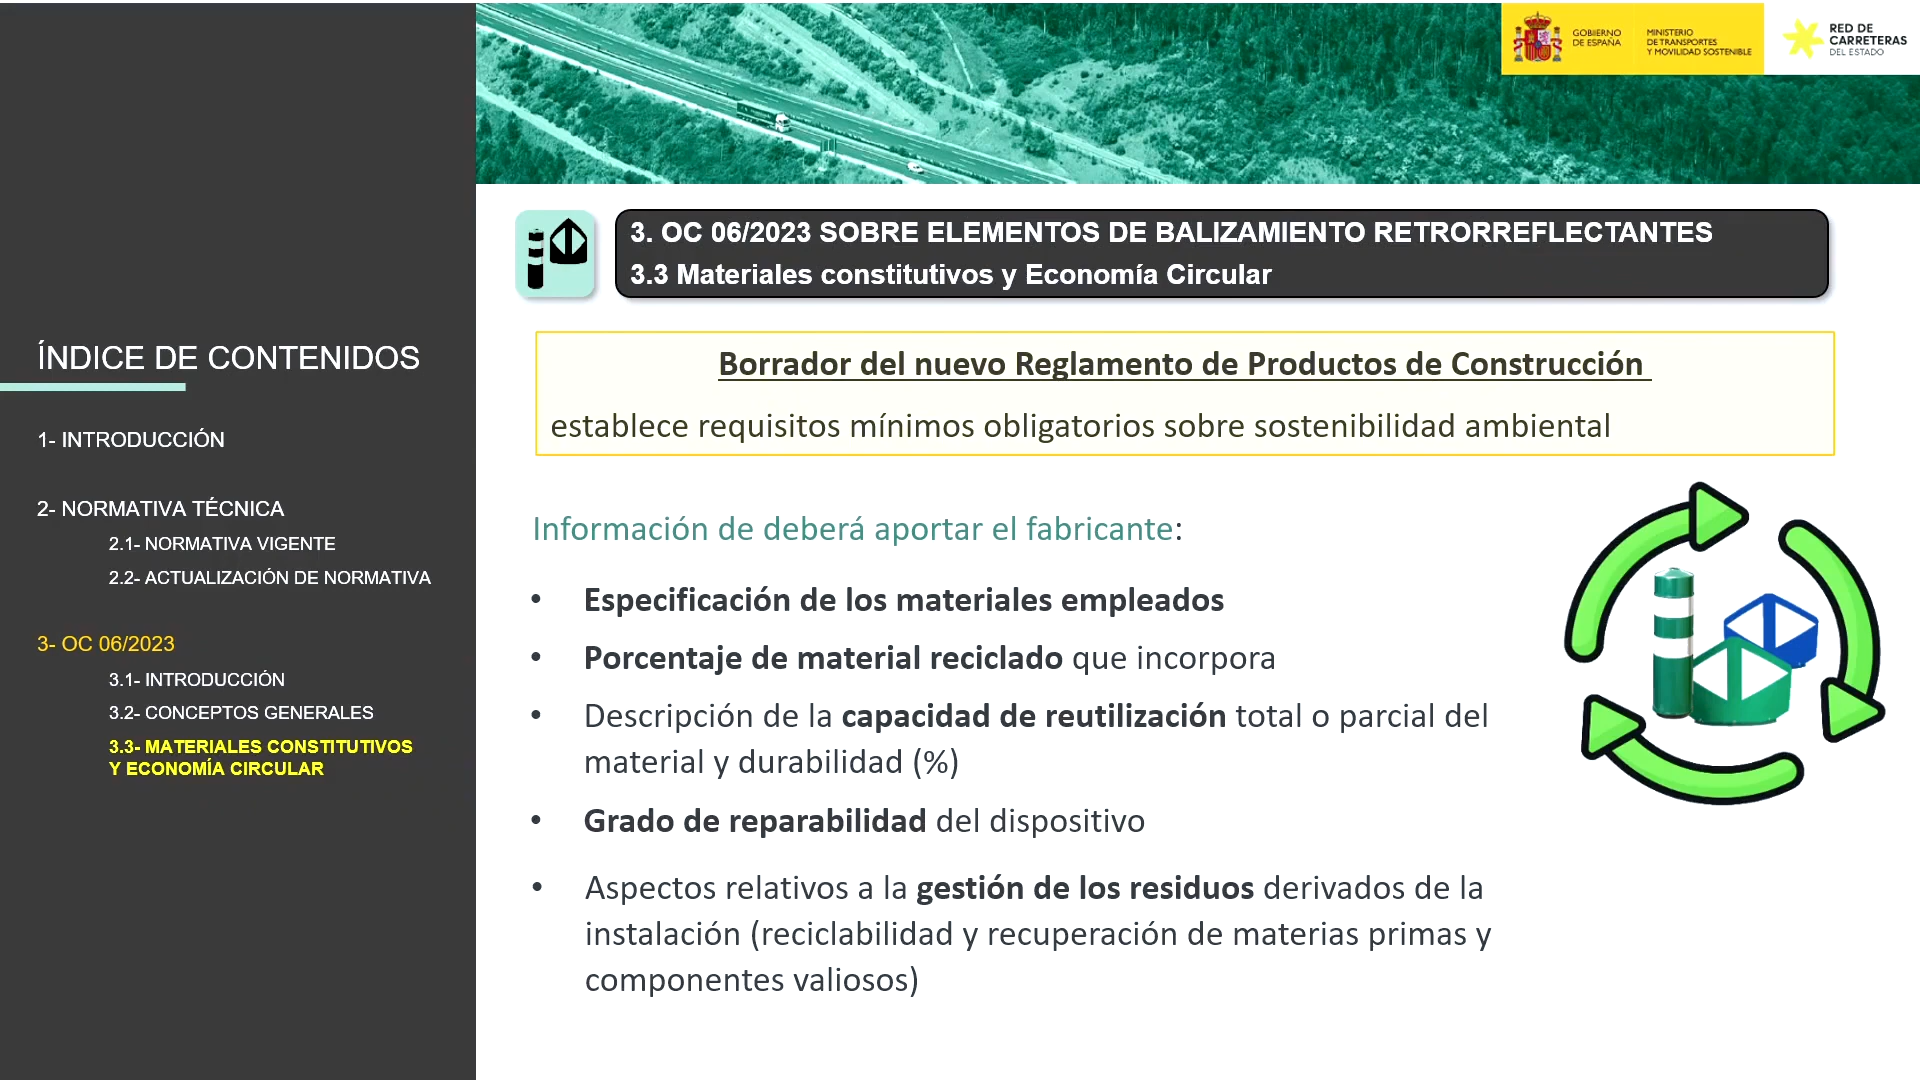 GOBIERNO
DE ESPAÑA
MINISTERIO
DE TRANSPORTES
Y MOVILIDAD SOSTENIBLE
RED DE
CARRETERAS
DEL ESTADO
ÍNDICE DE CONTENIDOS
1- INTRODUCCIÓN
2- NORMATIVA TÉCNICA
2.1- NORMATIVA VIGENTE
2.2- ACTUALIZACIÓN DE NORMATIVA
3- OC 06/2023
3.1- INTRODUCCIÓN
3.2- CONCEPTOS GENERALES
3.3- MATERIALES CONSTITUTIVOS
Y ECONOMÍA CIRCULAR
3. OC 06/2023 SOBRE ELEMENTOS DE BALIZAMIENTO RETRORREFLECTANTES
3.3 Materiales constitutivos y Economía Circular
Borrador del nuevo Reglamento de Productos de Construcción
establece requisitos mínimos obligatorios sobre sostenibilidad ambiental
Información de deberá aportar el fabricante:
• Especificación de los materiales empleados
• Porcentaje de material reciclado que incorpora
• Descripción de la capacidad de reutilización total o parcial del
material y durabilidad (%)
• Grado de reparabilidad del dispositivo
• Aspectos relativos a la gestión de los residuos derivados de la
instalación (reciclabilidad y recuperación de materias primas y
componentes valiosos)